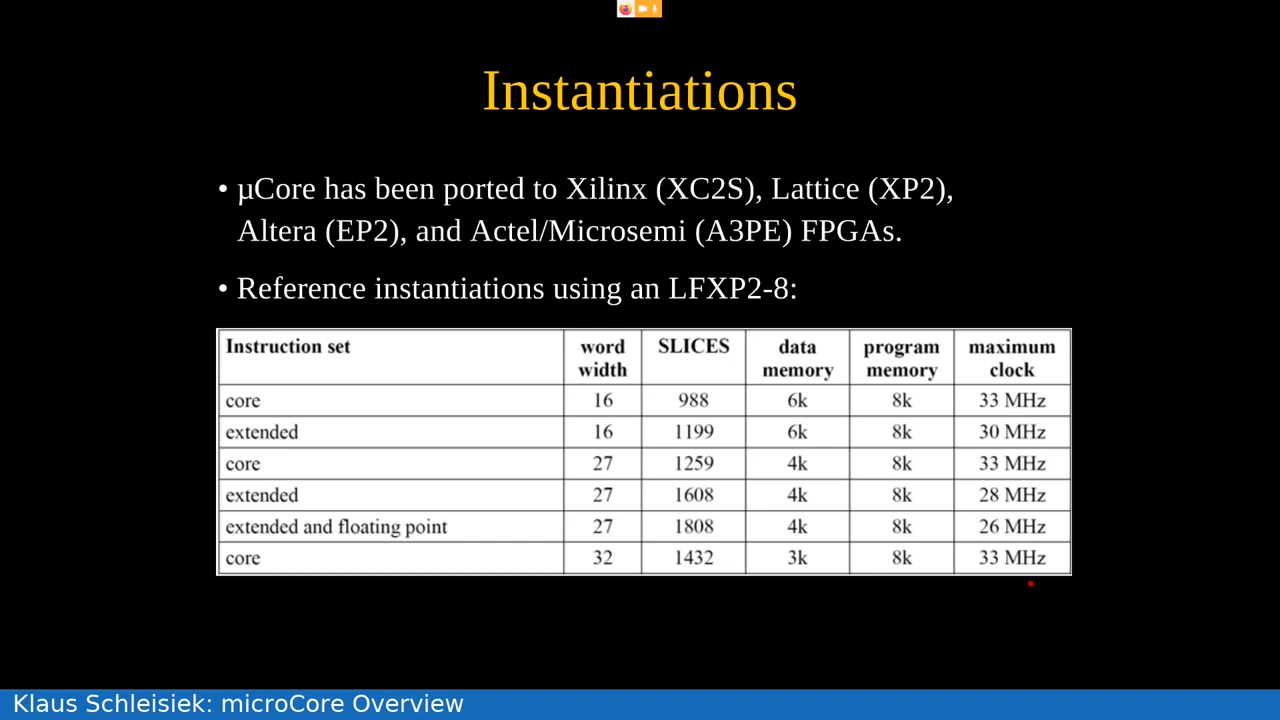 Instantiations
• µCore has been ported to Xilinx (XC2S), Lattice (XP2),
Altera (EP2), and Actel/Microsemi (A3PE) FPGAs.
• Reference instantiations using an LFXP2-8:
Instruction set word width SLICES data memory program memory maximum clock
core 16 988 6k 8k 33 MHz
extended 16 1199 6k 8k 30 MHz
core 27 1259 4k 8k 33 MHz
extended 27 1608 4k 8k 28 MHz
extended and floating point 27 1808 4k 8k 26 MHz
core 32 1432 3k 8k 33 MHz
Klaus Schleisiek: microCore Overview